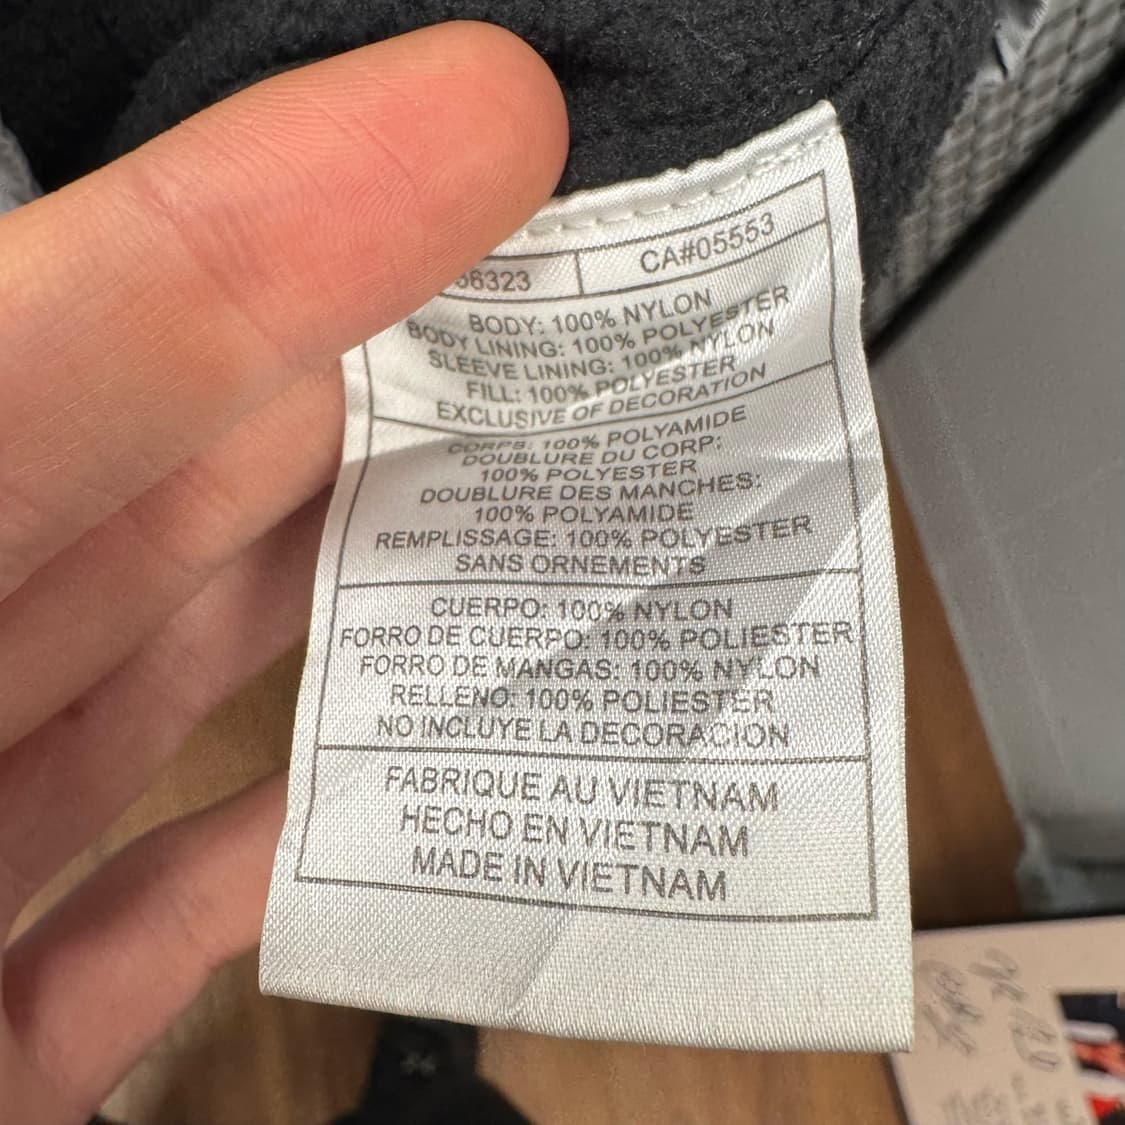 CA#05553
BODY: 100% NYLON
BODY LINING: 100% POLYESTER
SLEEVE LINING: 100% NYLON
FILL: 100% POLYESTER
EXCLUSIVE OF DECORATION
CORPS: 100% POLYAMIDE
DOUBLURE DU CORP:
100% POLYESTER
DOUBLURE DES MANCHES:
100% POLYAMIDE
REMPLISSAGE: 100% POLYESTER
SANS ORNEMENTS
CUERPO: 100% NYLON
FORRO DE CUERPO: 100% POLIESTER
FORRO DE MANGAS: 100% NYLON
RELLENO: 100% POLIESTER
NO INCLUYE LA DECORACION
FABRIQUE AU VIETNAM
HECHO EN VIETNAM
MADE IN VIETNAM